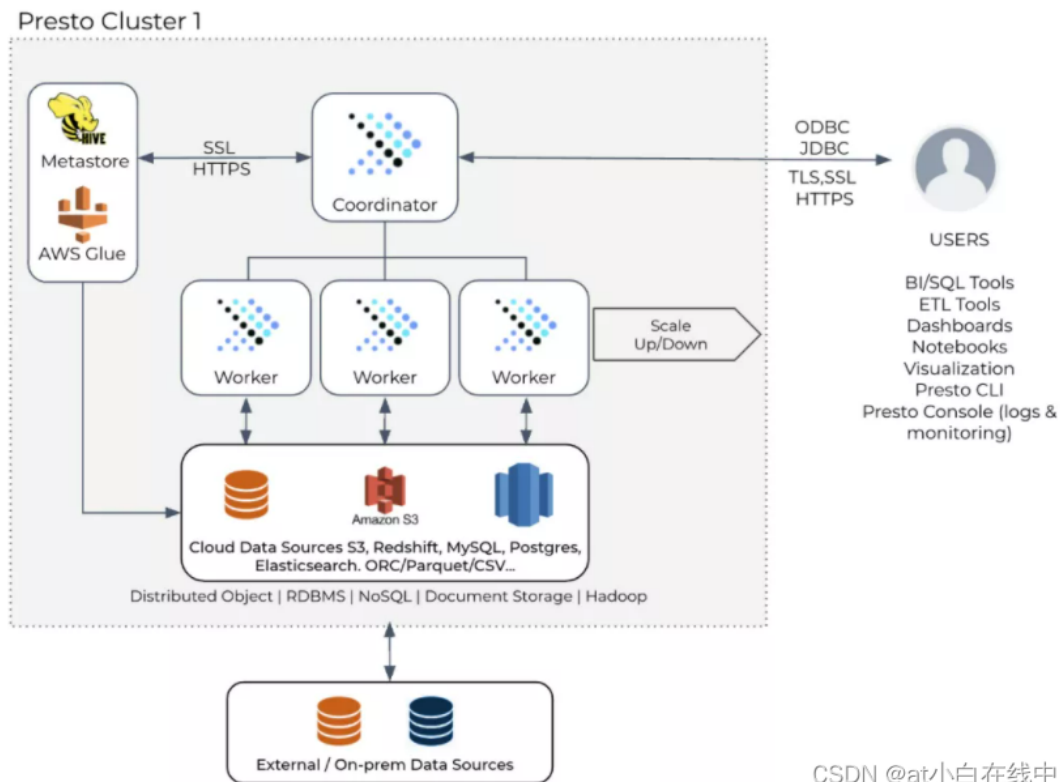 Presto Cluster 1
HIVE
Metastore
AWS Glue
SSL
HTTPS
Coordinator
ODBC
JDBC
TLS,SSL
HTTPS
USERS
BI/SQL Tools
ETL Tools
Dashboards
Notebooks
Visualization
Presto CLI
Presto Console (logs &
monitoring)
Worker
Worker
Worker
Scale
Up/Down
Amazon S3
Cloud Data Sources S3, Redshift, MySQL, Postgres,
Elasticsearch. ORC/Parquet/CSV...
Distributed Object | RDBMS | NoSQL | Document Storage | Hadoop
External / On-prem Data Sources
CSDN @at小白在线中